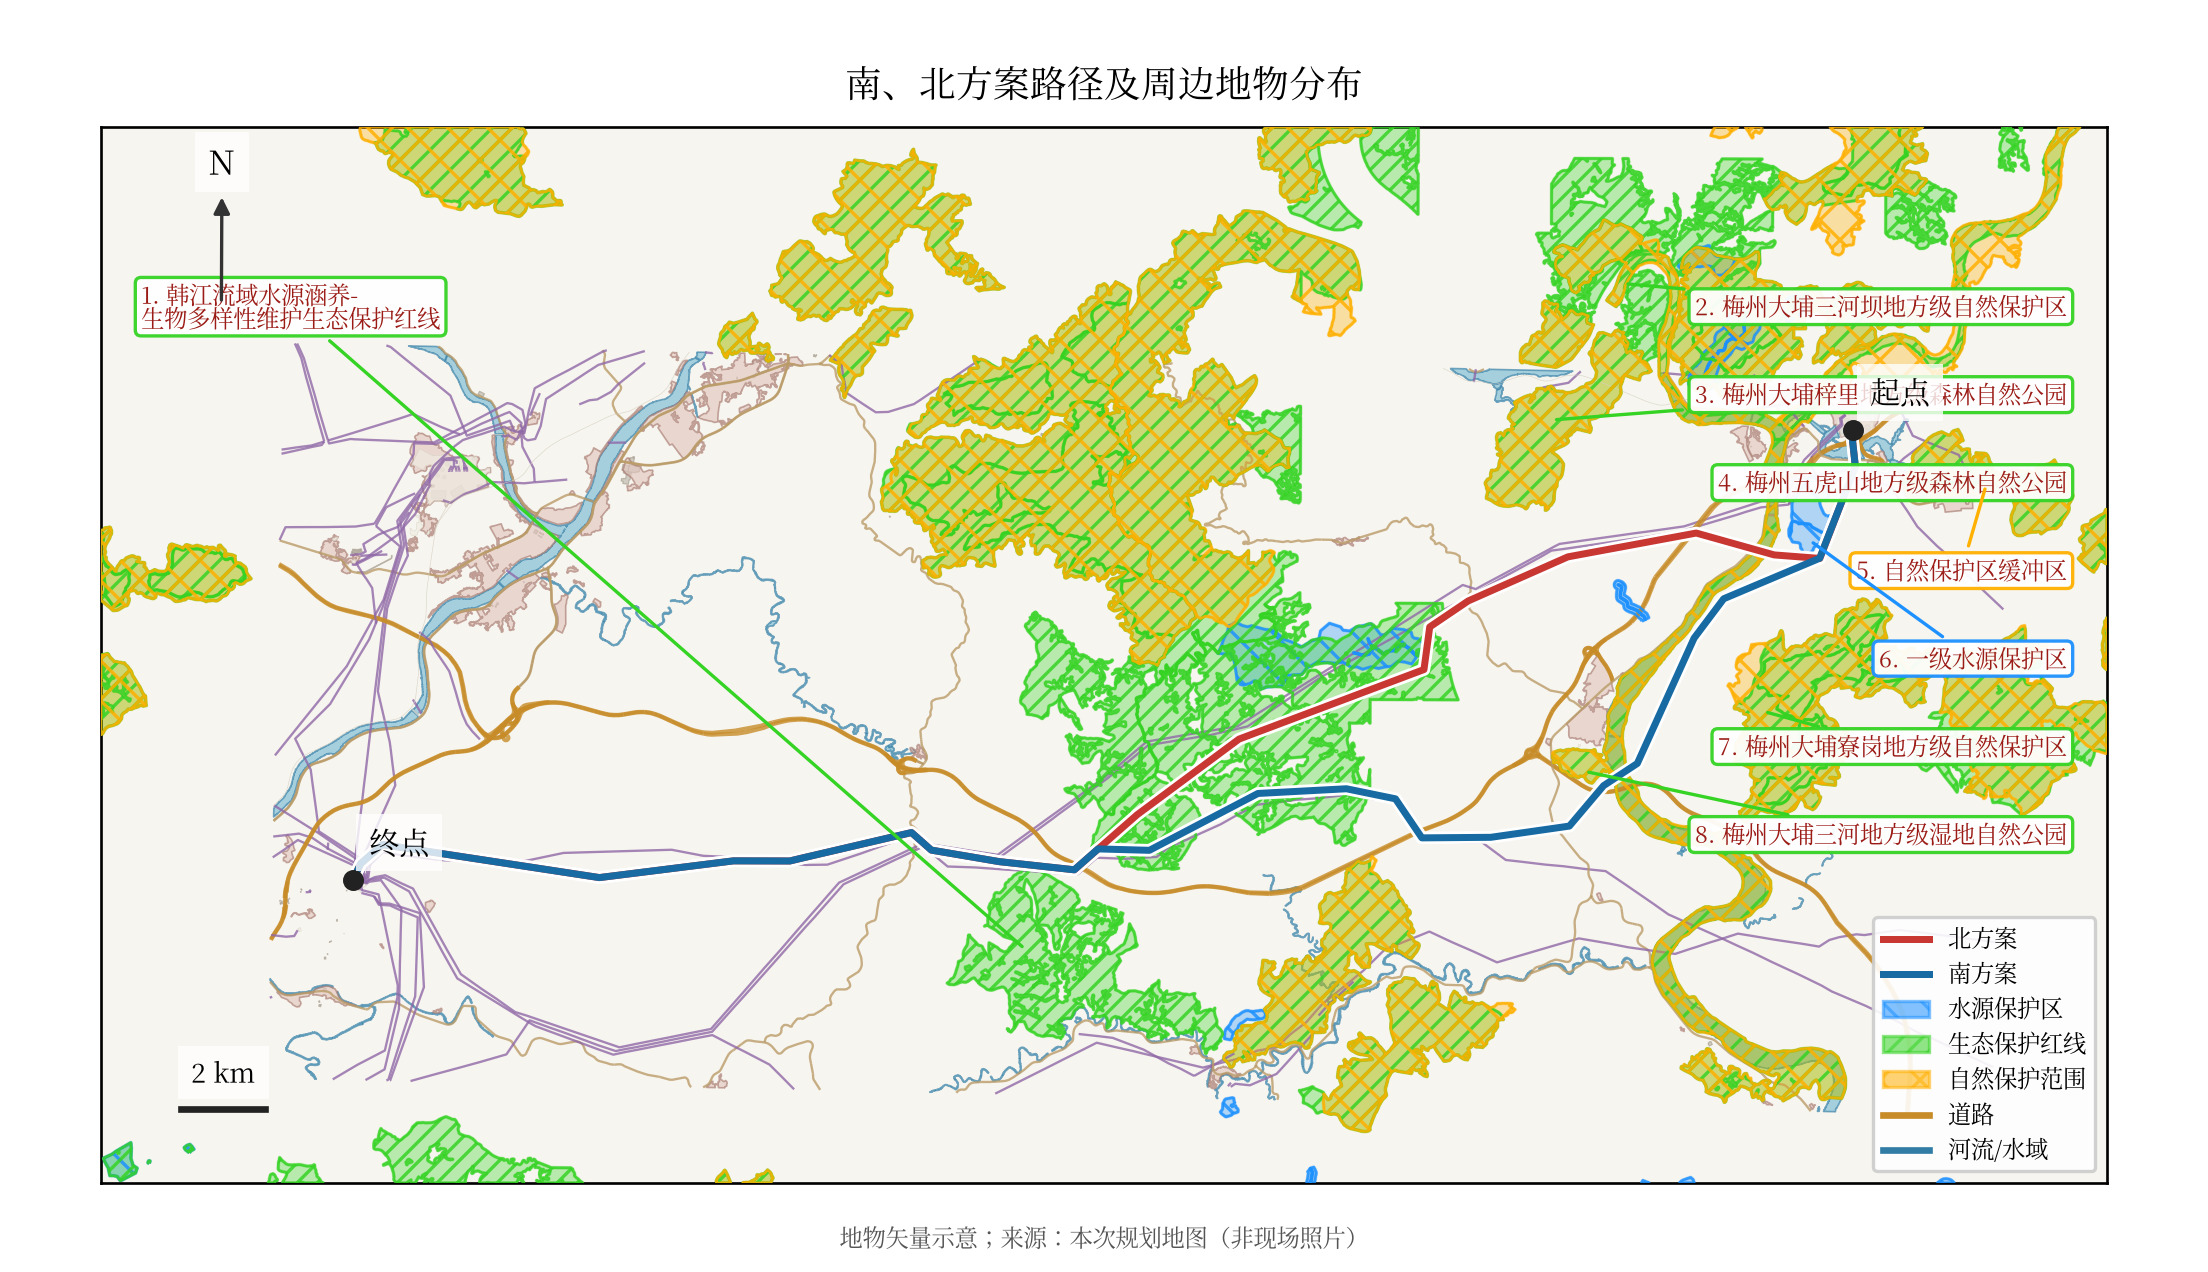 南、北方案路径及周边地物分布
N
1. 韩江流域水源涵养-
生物多样性维护生态保护红线
2. 梅州大埔三河坝地方级自然保护区
3. 梅州大埔梓里 森林自然公园
起点
4. 梅州五虎山地方级森林自然公园
5. 自然保护区缓冲区
6. 一级水源保护区
7. 梅州大埔寮岗地方级自然保护区
8. 梅州大埔三河地方级湿地自然公园
终点
2 km
北方案
南方案
水源保护区
生态保护红线
自然保护范围
道路
河流/水域
地物矢量示意；来源：本次规划地图（非现场照片）